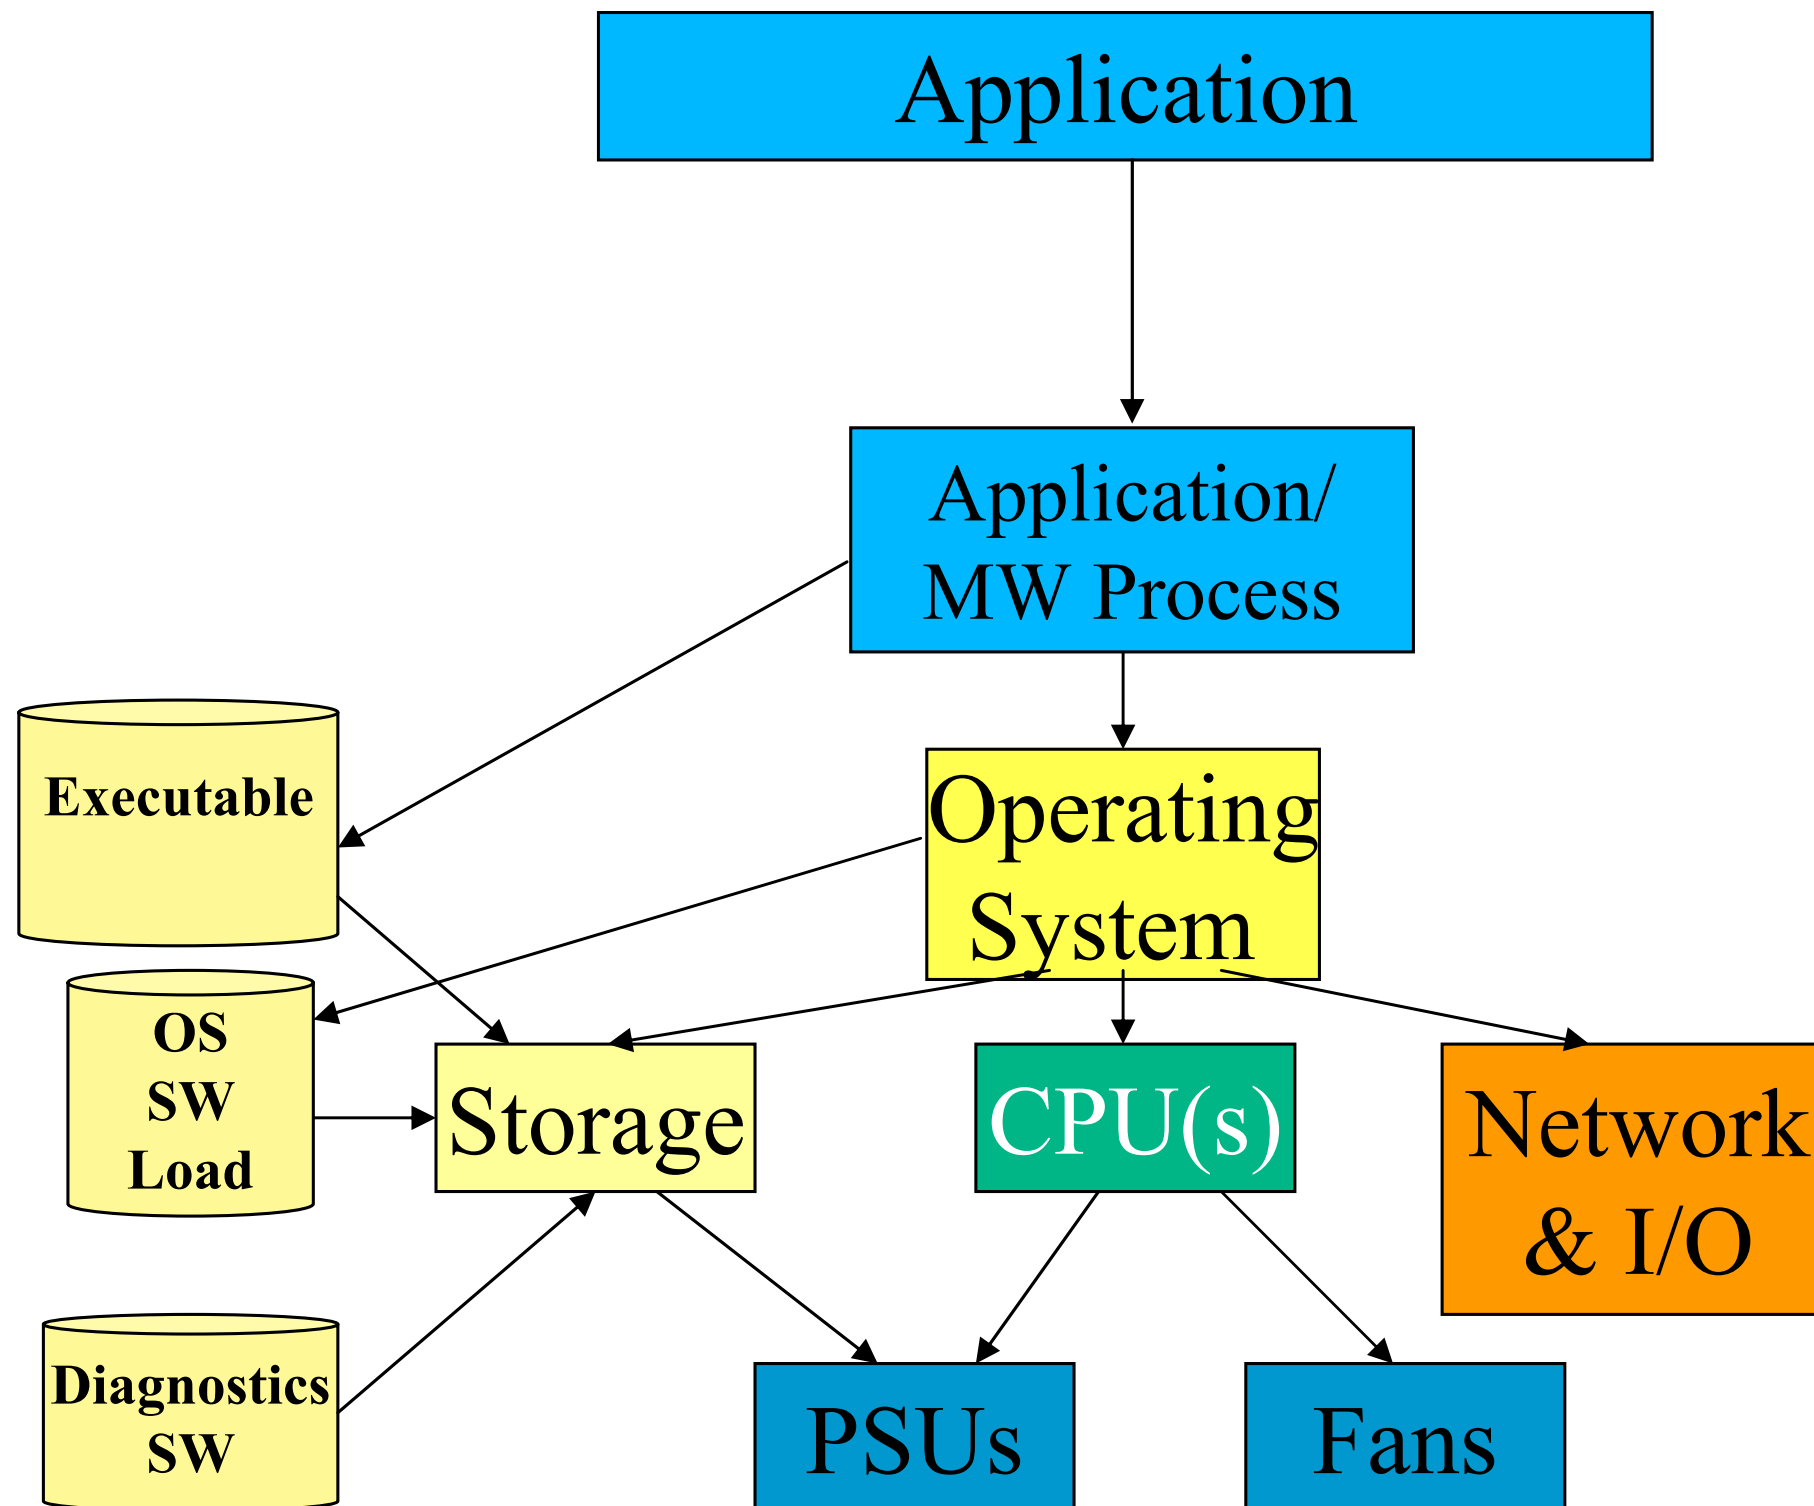 Application
Application/
MW Process
Executable
Operating
System
OS
SW
Load
Storage
CPU(s)
Network
& I/O
Diagnostics
SW
PSUs
Fans